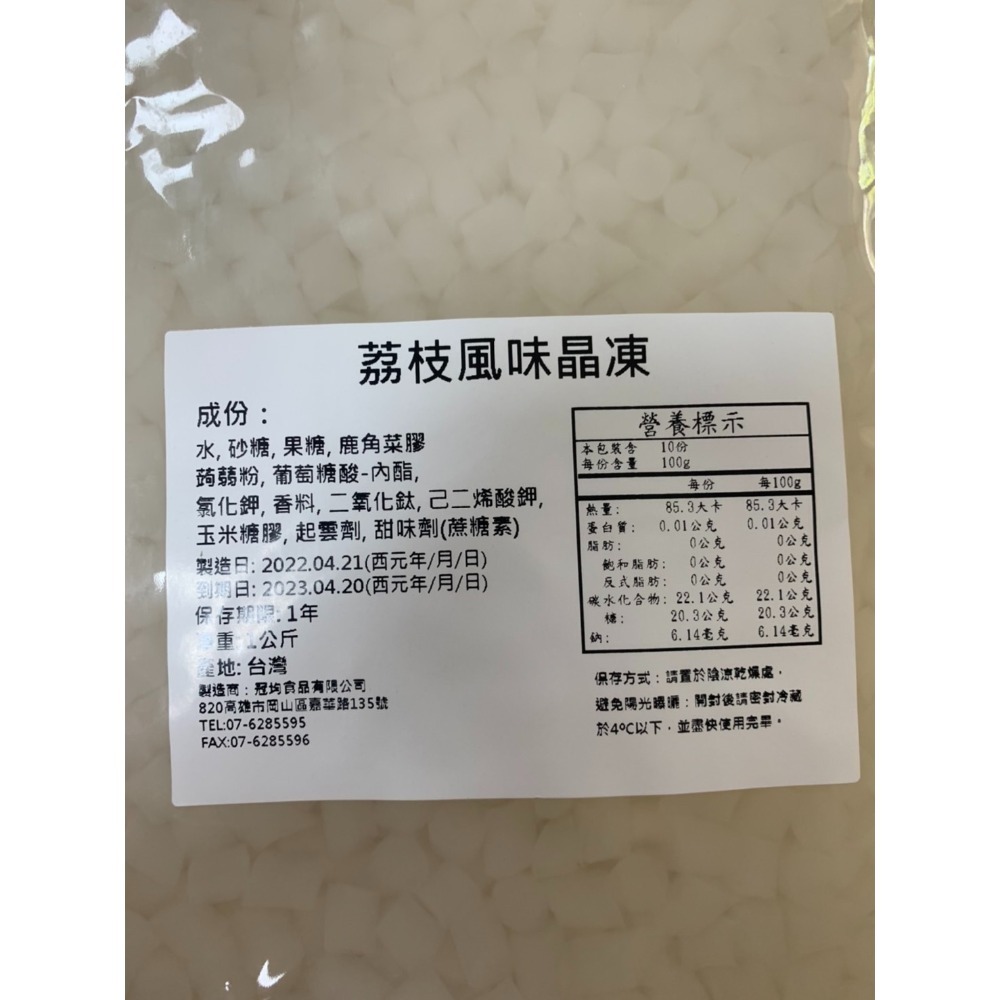 荔枝風味晶凍
成份：
水, 砂糖, 果糖, 鹿角菜膠
蒟蒻粉, 葡萄糖酸-內酯,
氯化鉀, 香料, 二氧化鈦, 己二烯酸鉀,
玉米糖膠, 起雲劑, 甜味劑(蔗糖素)
製造日: 2022.04.21(西元年/月/日)
到期日: 2023.04.20(西元年/月/日)
保存期限: 1年
淨重: 1公斤
產地: 台灣
製造商：冠均食品有限公司
820高雄市岡山區嘉華路135號
TEL:07-6285595
FAX:07-6285596
營養標示
本包裝含 10份
每份含量 100g
每份 每100g
熱量: 85.3大卡 85.3大卡
蛋白質: 0.01公克 0.01公克
脂肪: 0公克 0公克
飽和脂肪: 0公克 0公克
反式脂肪: 0公克 0公克
碳水化合物: 22.1公克 22.1公克
糖: 20.3公克 20.3公克
鈉: 6.14毫克 6.14毫克
保存方式：請置於陰涼乾燥處，
避免陽光曝曬；開封後請密封冷藏
於4ºC以下，並盡快使用完畢。